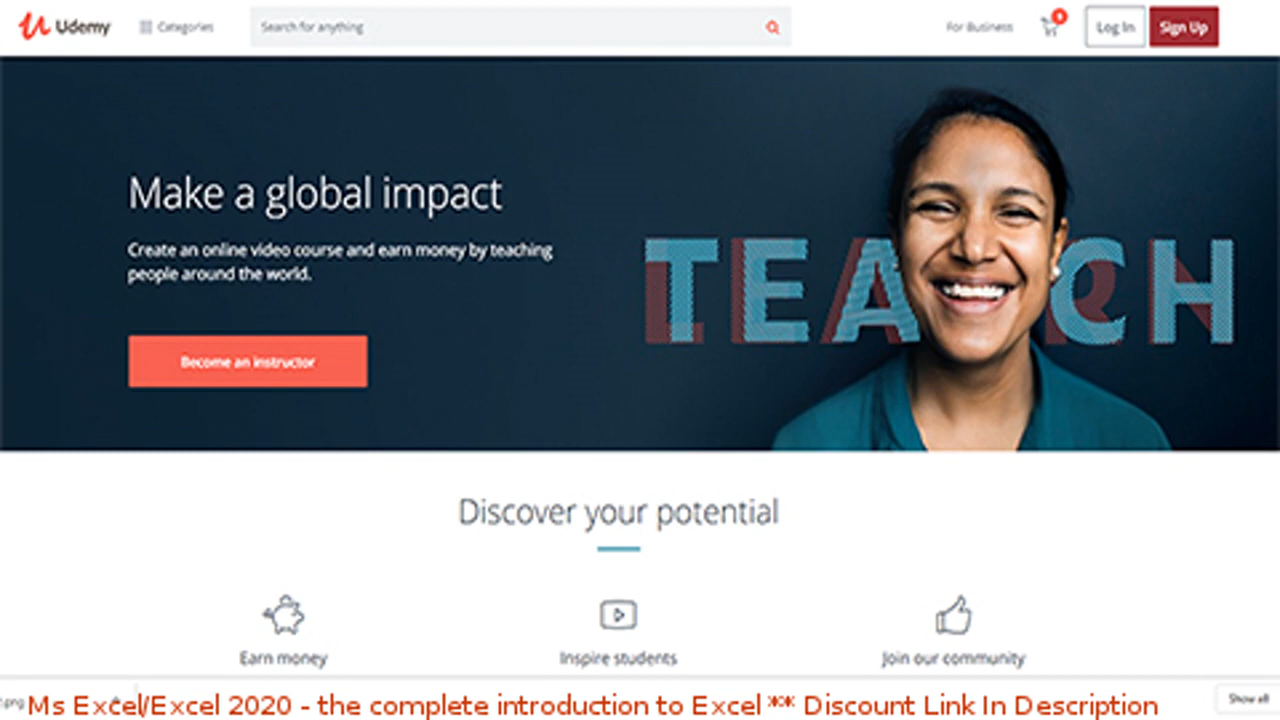 Udemy Categories Search for anything For Business Log In Sign Up
Make a global impact
Create an online video course and earn money by teaching
people around the world.
TEACH
Become an instructor
Discover your potential
Earn money Inspire students Join our community
.png Ms Excel/Excel 2020 - the complete introduction to Excel ** Discount Link In Description Show all